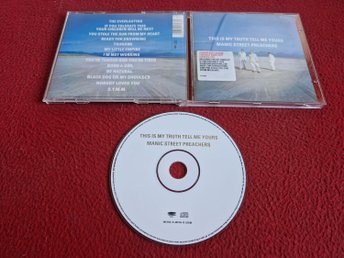 THE EVERLASTING
IF YOU TOLERATE THIS
YOUR CHILDREN WILL BE NEXT
YOU STOLE THE SUN FROM MY HEART
READY FOR DROWNING
TSUNAMI
MY LITTLE EMPIRE
I'M NOT WORKING
YOU'RE TENDER AND YOU'RE TIRED
BORN A GIRL
BE NATURAL
BLACK DOG ON MY SHOULDER
NOBODY LOVED YOU
S.Y.M.M
THIS IS MY TRUTH TELL ME YOURS
MANIC STREET PREACHERS
THIS IS MY TRUTH TELL ME YOURS
MANIC STREET PREACHERS